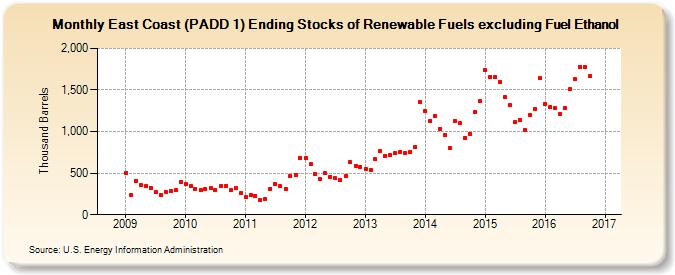 Monthly East Coast (PADD 1) Ending Stocks of Renewable Fuels excluding Fuel Ethanol
Thousand Barrels
2,000
1,500
1,000
500
0
2009 2010 2011 2012 2013 2014 2015 2016 2017
Source: U.S. Energy Information Administration